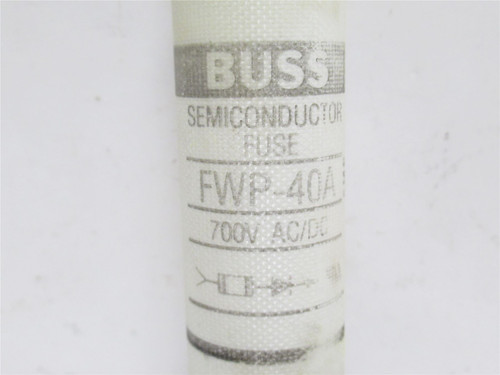 BUSS
SEMICONDUCTOR
FUSE
FWP-40A
700V AC/DC